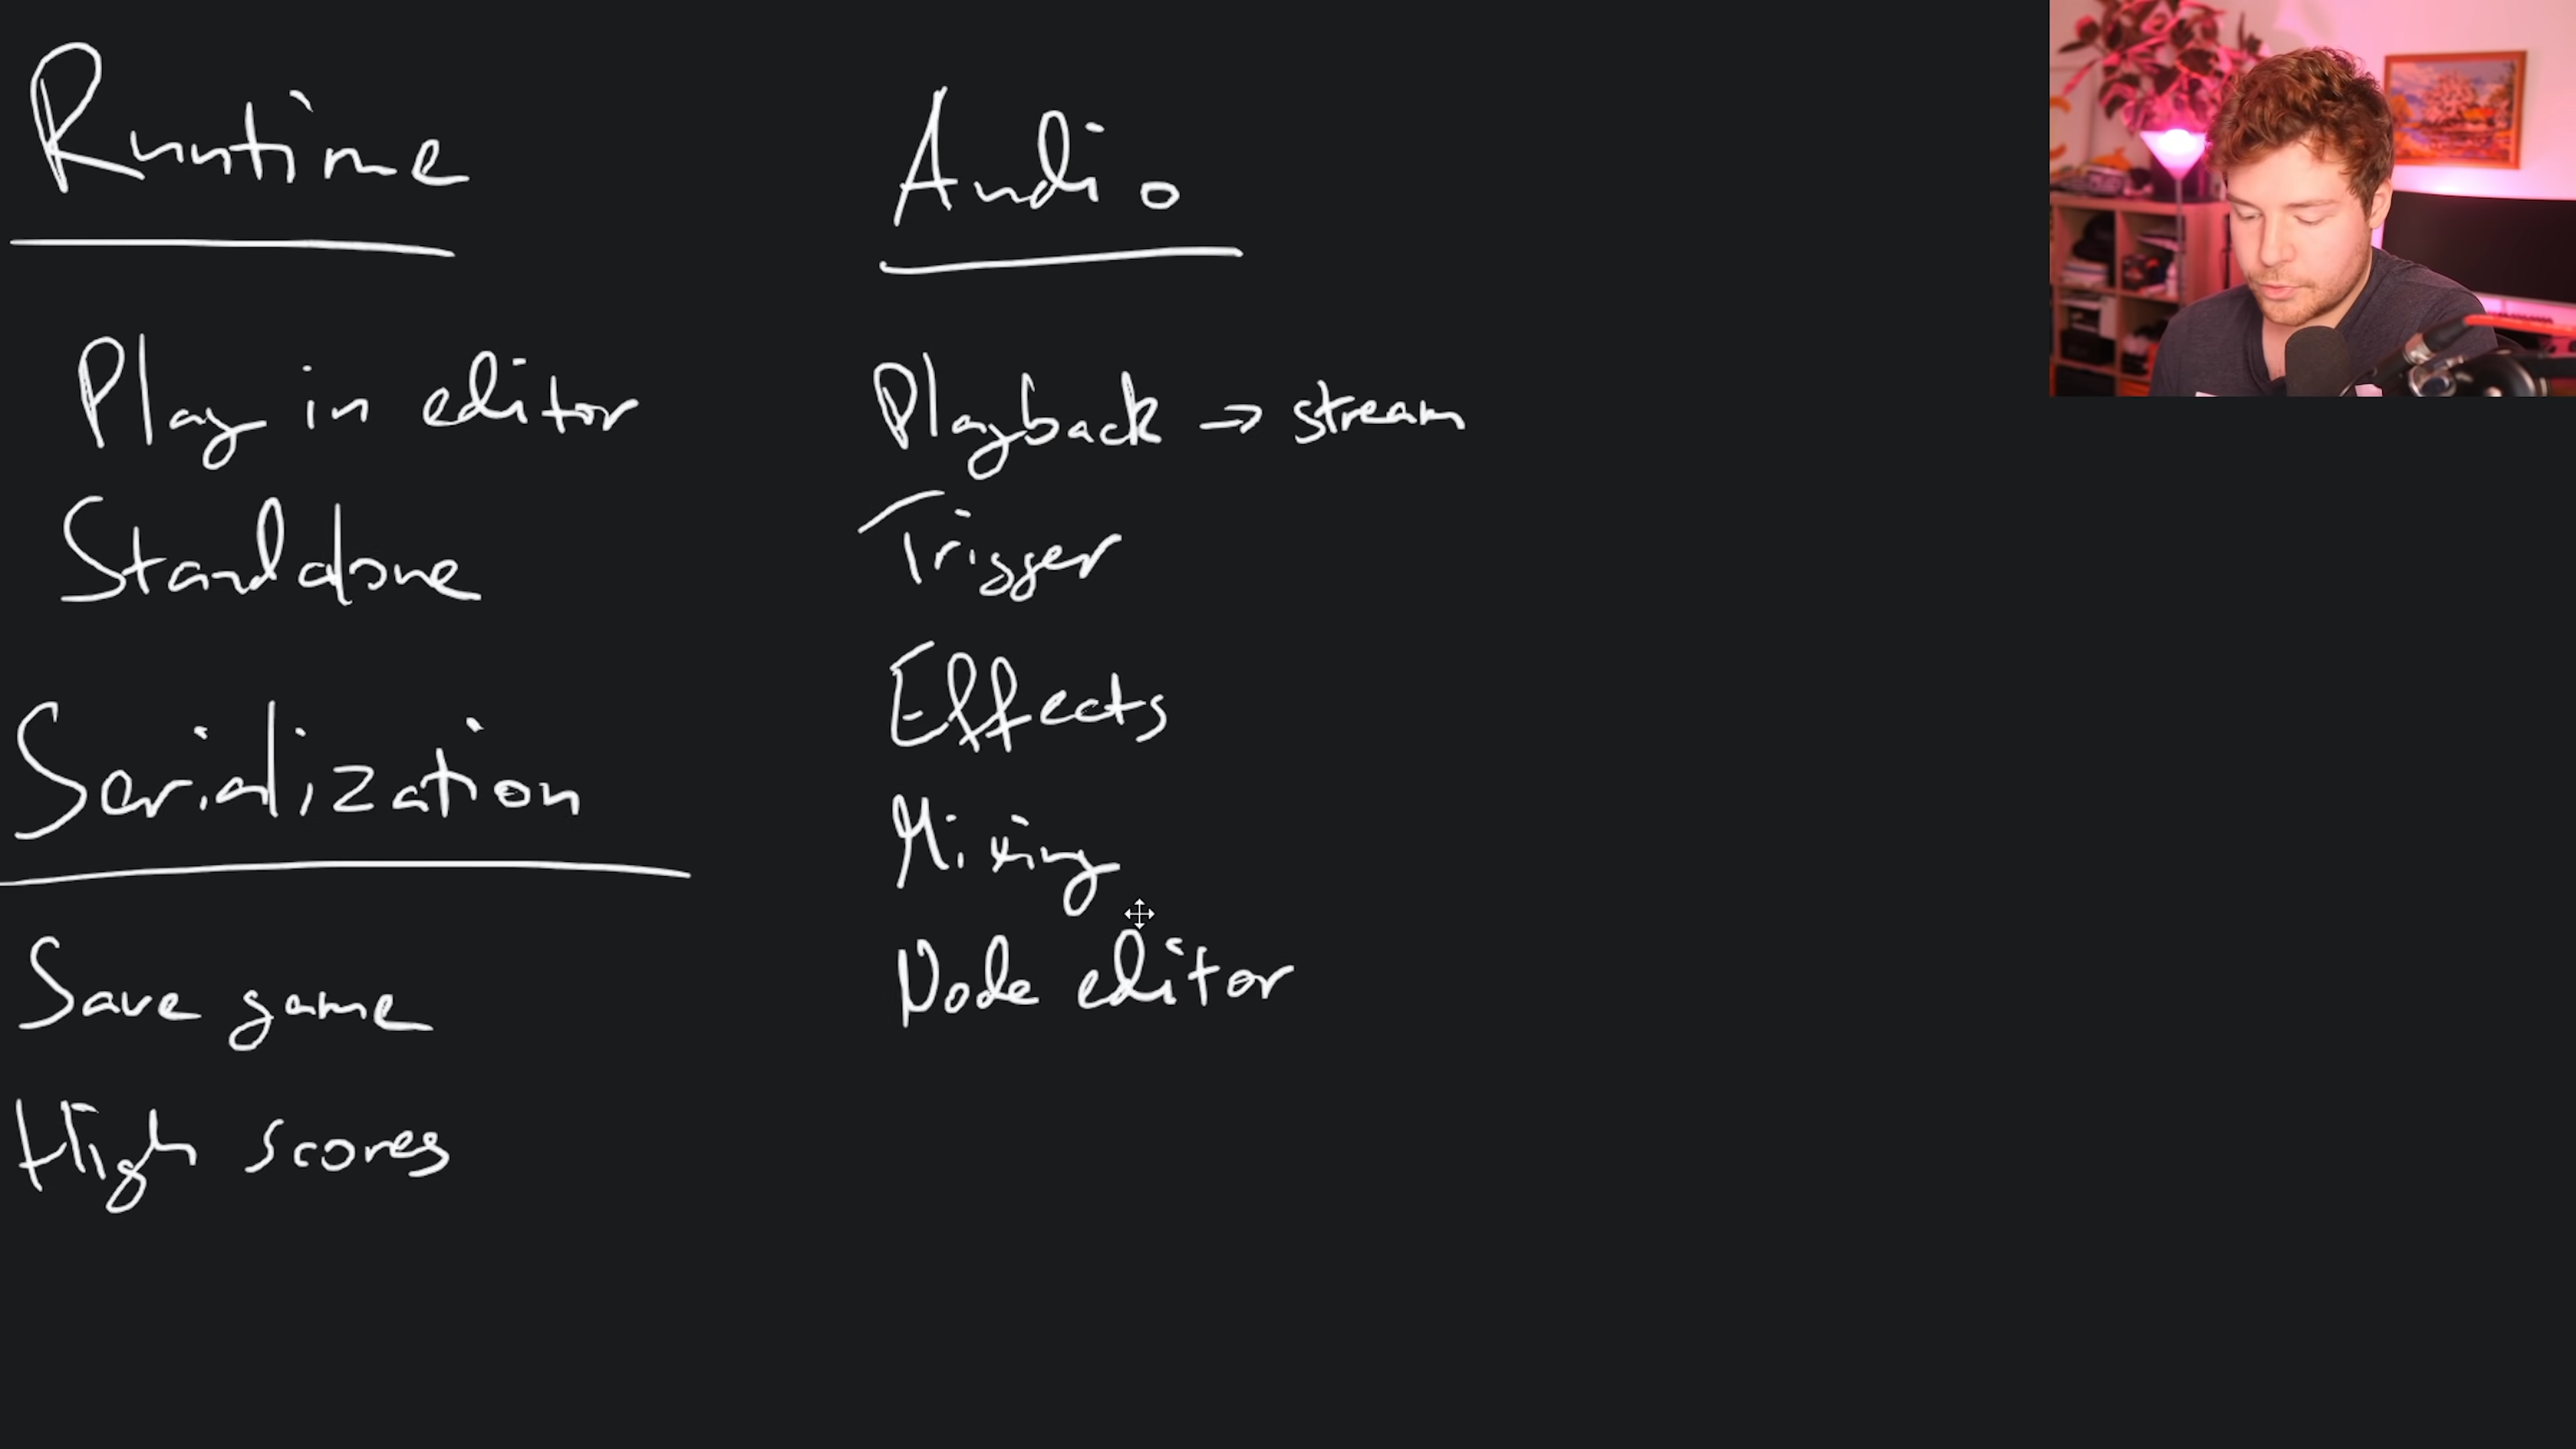 Runtime
Play in editor
Standalone
Serialization
Save game
High scores
Audio
Playback → stream
Trigger
Effects
Mixing
Node editor